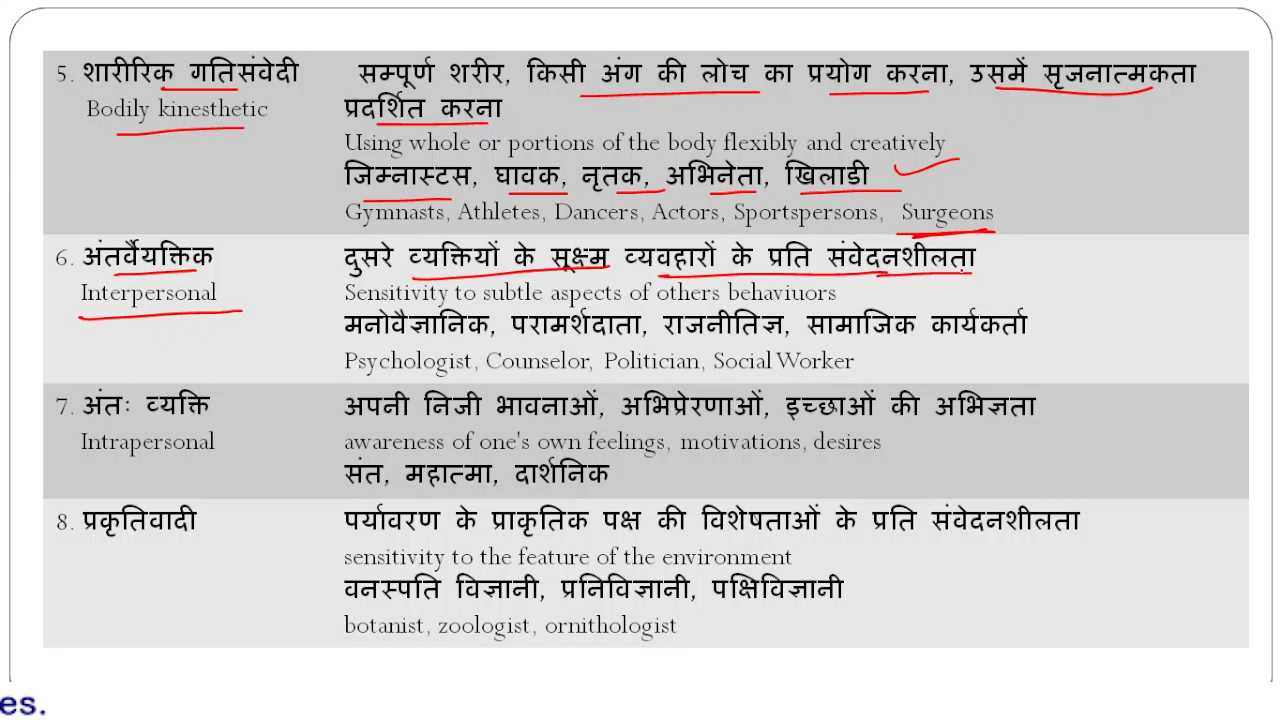 5. शारीरिक गतिसंवेदी सम्पूर्ण शरीर, किसी अंग की लोच का प्रयोग करना, उसमें सृजनात्मकता
Bodily kinesthetic प्रदर्शित करना
Using whole or portions of the body flexibly and creatively
जिम्नास्टस, घावक, नृतक, अभिनेता, खिलाडी
Gymnasts, Athletes, Dancers, Actors, Sportspersons, Surgeons
6. अंतर्वैयक्तिक दुसरे व्यक्तियों के सूक्ष्म व्यवहारों के प्रति संवेदनशीलता
Interpersonal Sensitivity to subtle aspects of others behaviuors
मनोवैज्ञानिक, परामर्शदाता, राजनीतिज्ञ, सामाजिक कार्यकर्ता
Psychologist, Counselor, Politician, Social Worker
7. अंतः व्यक्ति अपनी निजी भावनाओं, अभिप्रेरणाओं, इच्छाओं की अभिज्ञता
Intrapersonal awareness of one's own feelings, motivations, desires
संत, महात्मा, दार्शनिक
8. प्रकृतिवादी पर्यावरण के प्राकृतिक पक्ष की विशेषताओं के प्रति संवेदनशीलता
sensitivity to the feature of the environment
वनस्पति विज्ञानी, प्रनिविज्ञानी, पक्षिविज्ञानी
botanist, zoologist, ornithologist
es.